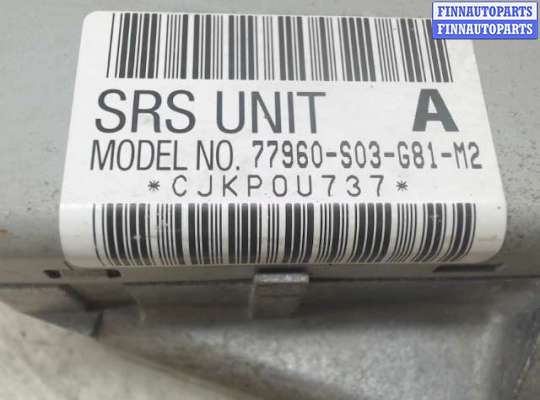 FINNAUTOPARTS
FINNAUTOPARTS
SRS UNIT A
MODEL NO. 77960-S03-G81-M2
*CJKP0U737*